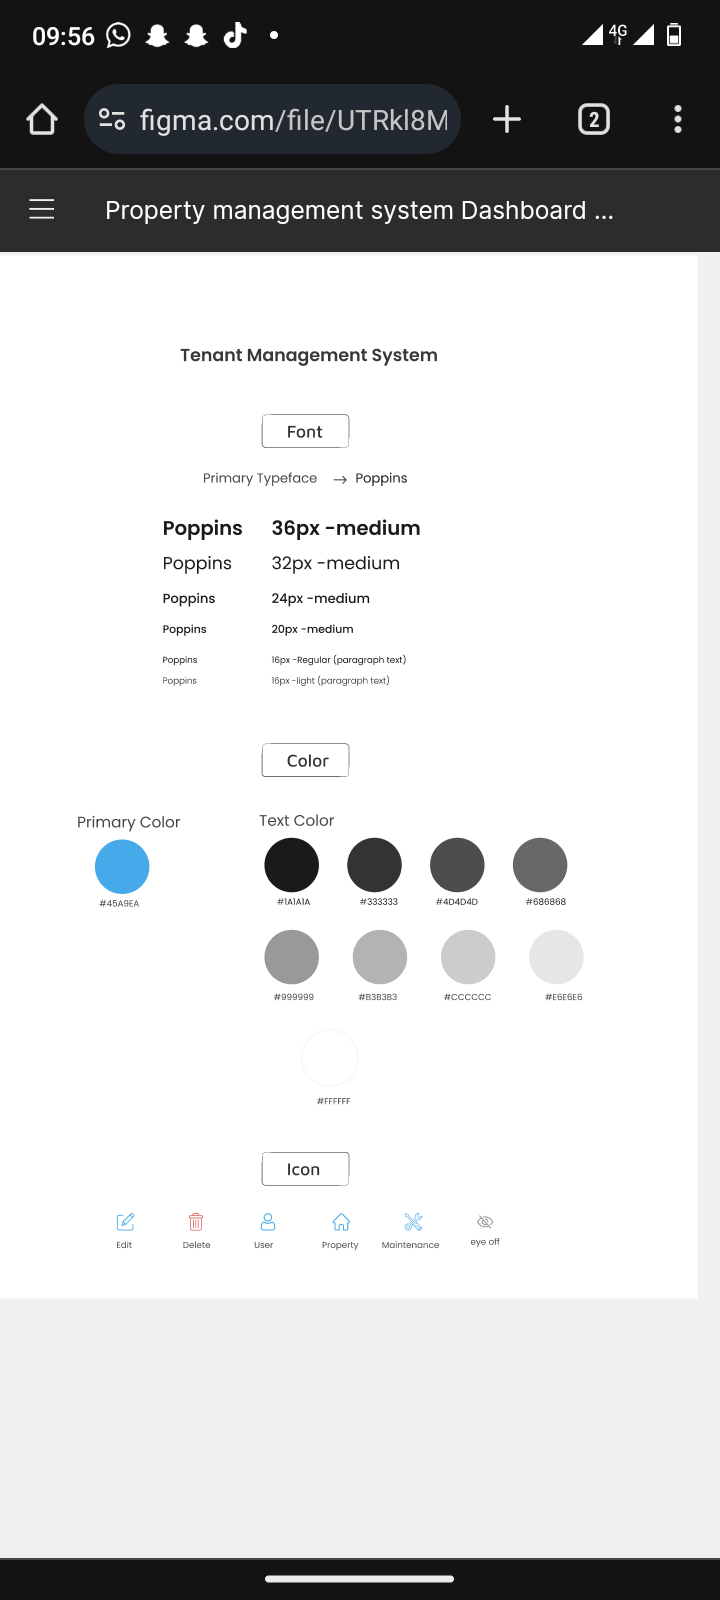 09:56
4G
figma.com/file/UTRkl8M
2
Property management system Dashboard ...
Tenant Management System
Font
Primary Typeface → Poppins
Poppins 36px -medium
Poppins 32px -medium
Poppins 24px -medium
Poppins 20px -medium
Poppins 16px -Regular (paragraph text)
Poppins 16px -light (paragraph text)
Color
Primary Color
#45A9EA
Text Color
#1A1A1A #333333 #4D4D4D #686868
#999999 #B3B3B3 #CCCCCC #E6E6E6
#FFFFFF
Icon
Edit Delete User Property Maintenance eye off